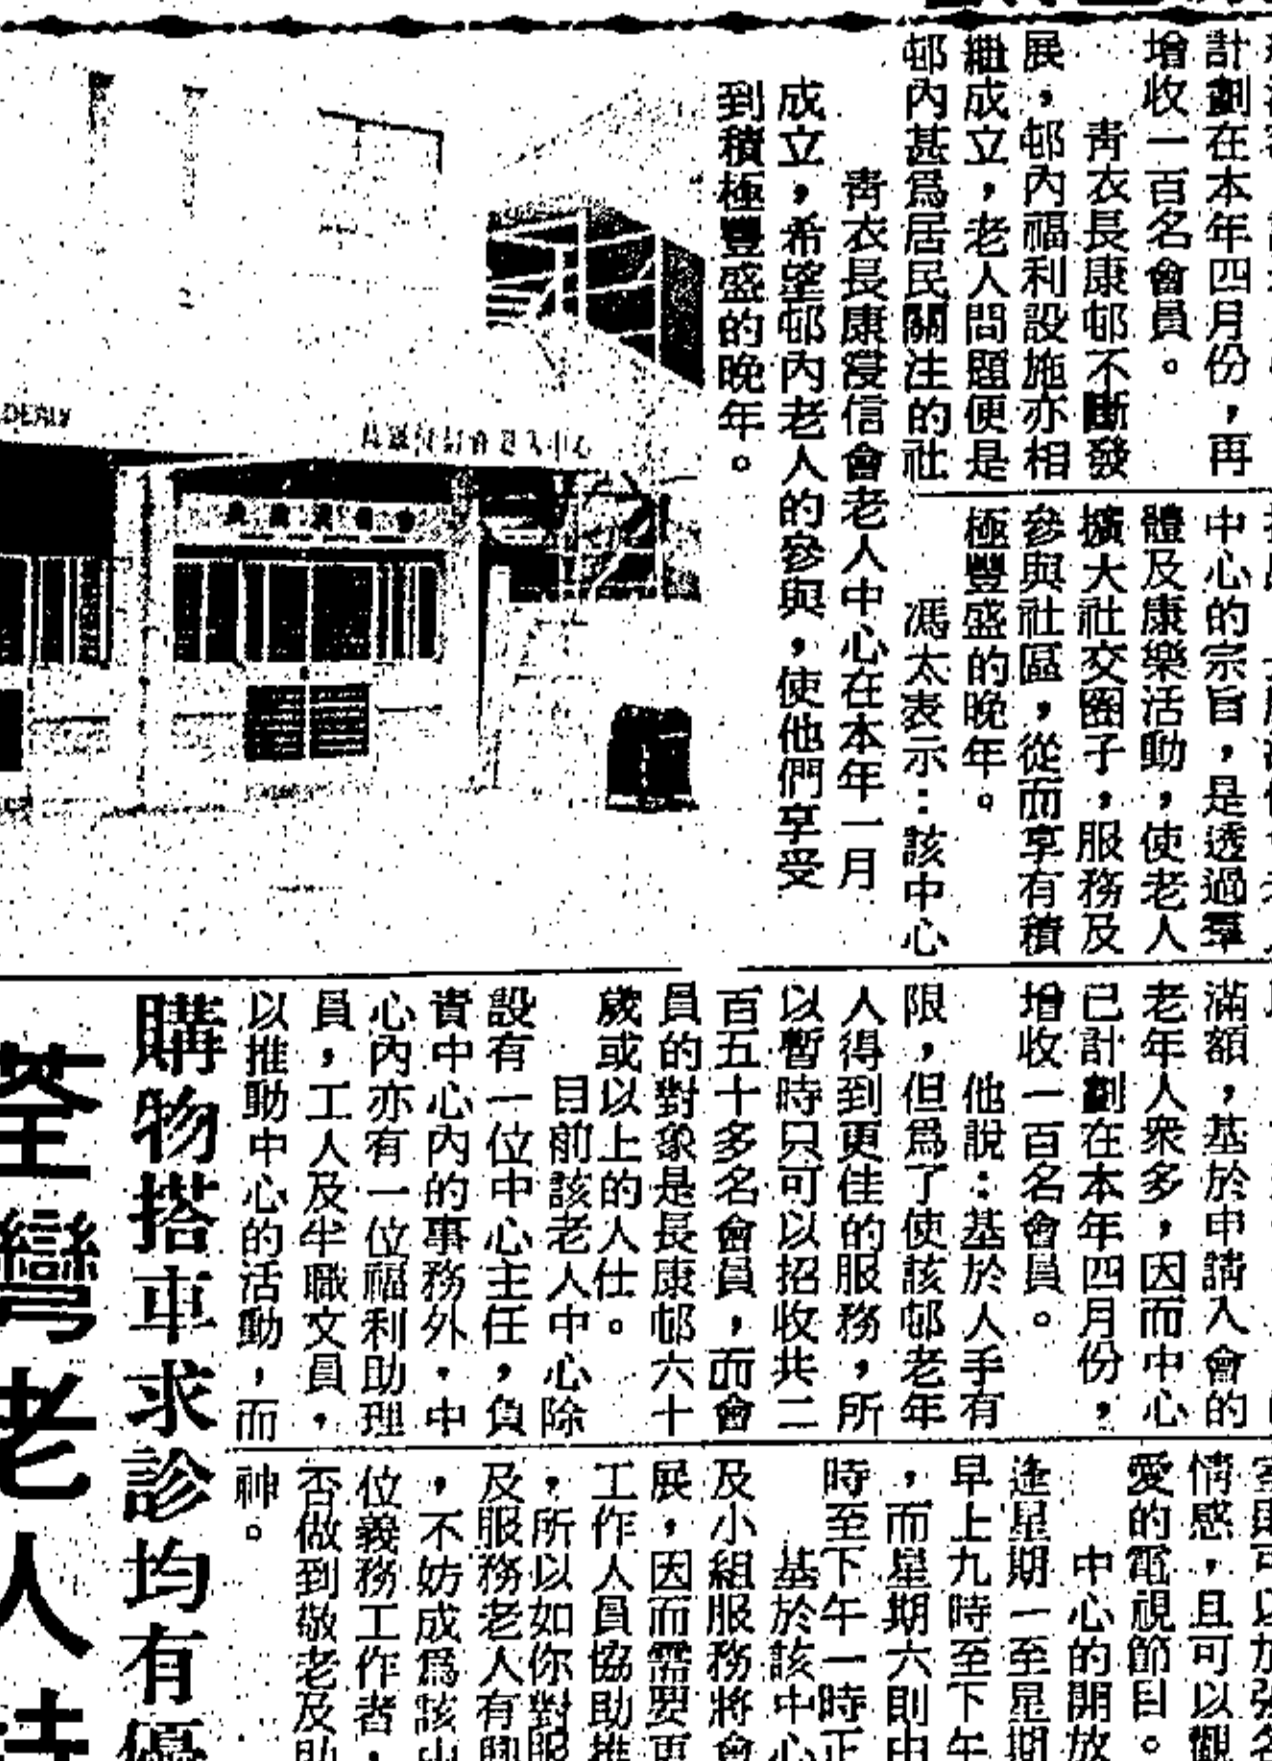 計劃在本年四月份，再
增收一百名會員。
青衣長康邨不斷發
展，邨內福利設施亦相
繼成立，老人問題便是
邨內甚爲居民關注的社
青衣長康浸信會老人中心在本年一月
成立，希望邨內老人的參與，使他們享受
到積極豐盛的晚年。
中心的宗旨，是透過羣
體及康樂活動，使老人
擴大社交圈子，服務及
參與社區，從而享有積
極豐盛的晚年。
馮太表示：該中心
滿額，基於申請入會的
老年人衆多，因而中心
已計劃在本年四月份，
增收一百名會員。
他說：基於人手有
限，但爲了使該邨老年
人得到更佳的服務，所
以暫時只可以招收共二
百五十多名會員，而會
員的對象是長康邨六十
歲或以上的人仕。
目前該老人中心除
設有一位中心主任，負
責中心內的事務外，中
心內亦有一位福利助理
員，工人及半職文員，
以推動中心的活動，而
情感，且可以觀
愛的電視節目。
中心的開放
逢星期一至星期
早上九時至下午
，而星期六則由
時至下午一時正
基於該中心
及小組服務將會
展，因而需要更
工作人員協助推
，所以如你對服
及服務老人有興
，不妨成爲該中
位義務工作者，
否做到敬老及助
神。
購物搭車求診均有優
荃灣老人